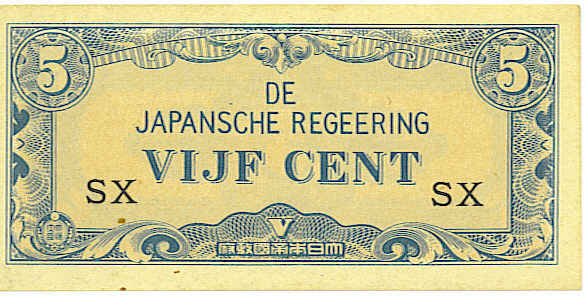 5 5
DE
JAPANSCHE REGEERING
VIJF CENT
SX SX
V
大日本帝國政府